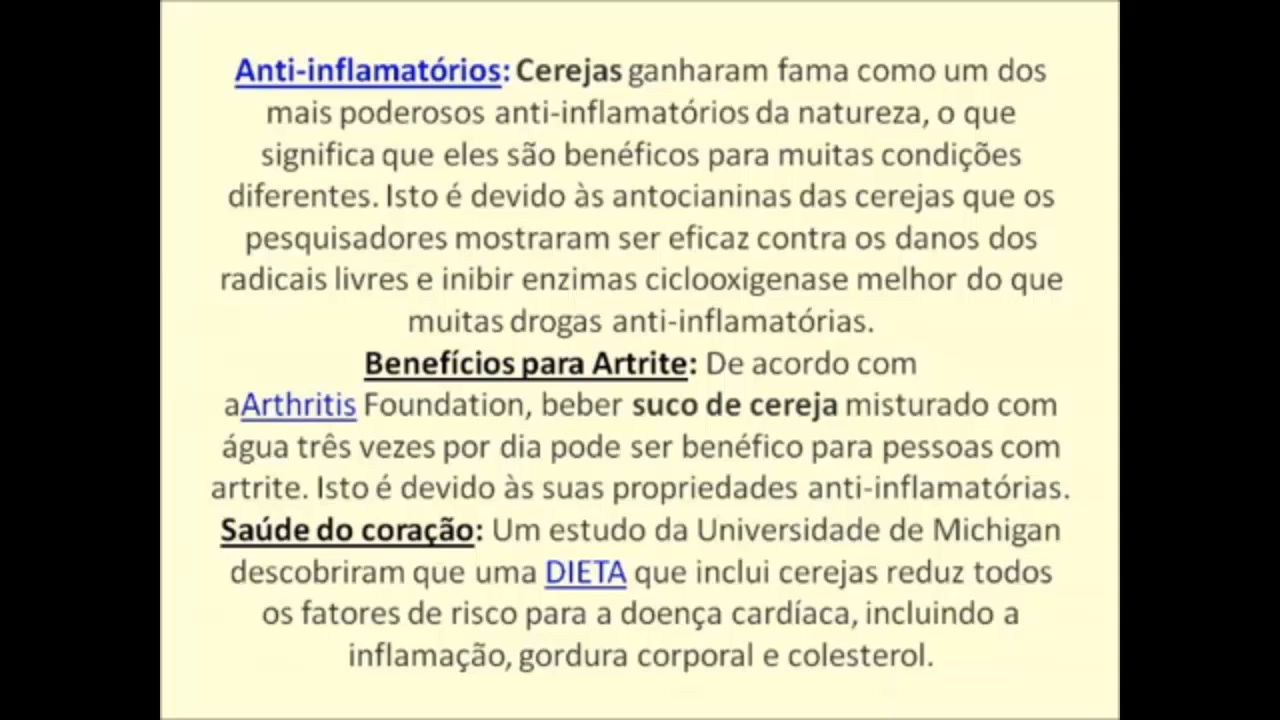 Anti-inflamatórios: Cerejas ganharam fama como um dos
mais poderosos anti-inflamatórios da natureza, o que
significa que eles são benéficos para muitas condições
diferentes. Isto é devido às antocianinas das cerejas que os
pesquisadores mostraram ser eficaz contra os danos dos
radicais livres e inibir enzimas ciclooxigenase melhor do que
muitas drogas anti-inflamatórias.
Benefícios para Artrite: De acordo com
aArthritis Foundation, beber suco de cereja misturado com
água três vezes por dia pode ser benéfico para pessoas com
artrite. Isto é devido às suas propriedades anti-inflamatórias.
Saúde do coração: Um estudo da Universidade de Michigan
descobriram que uma DIETA que inclui cerejas reduz todos
os fatores de risco para a doença cardíaca, incluindo a
inflamação, gordura corporal e colesterol.